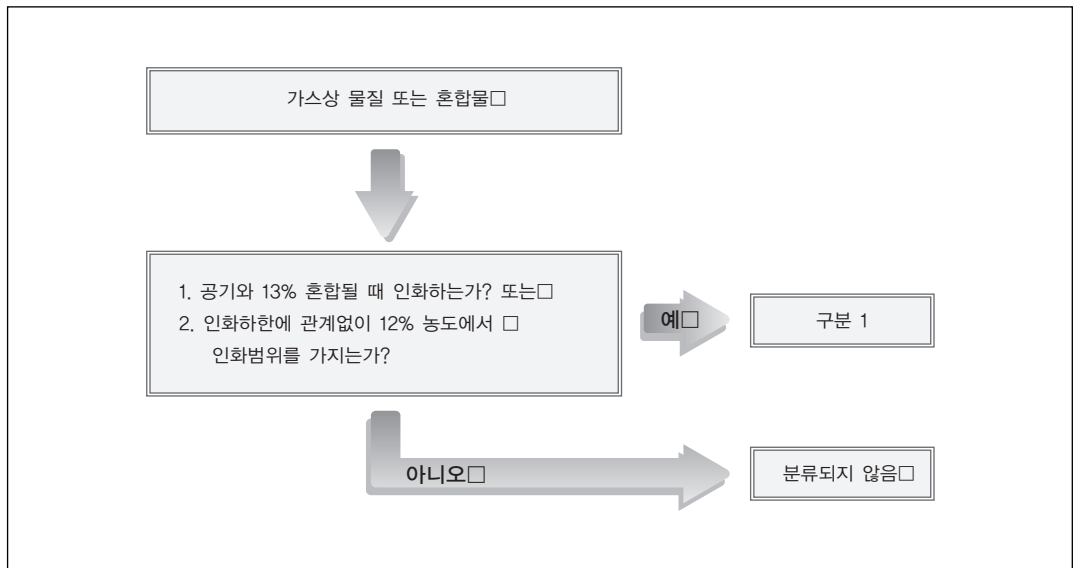 가스상 물질 또는 혼합물□
1. 공기와 13% 혼합될 때 인화하는가? 또는□
2. 인화하한에 관계없이 12% 농도에서 □
인화범위를 가지는가?
예□
구분 1
아니오□
분류되지 않음□